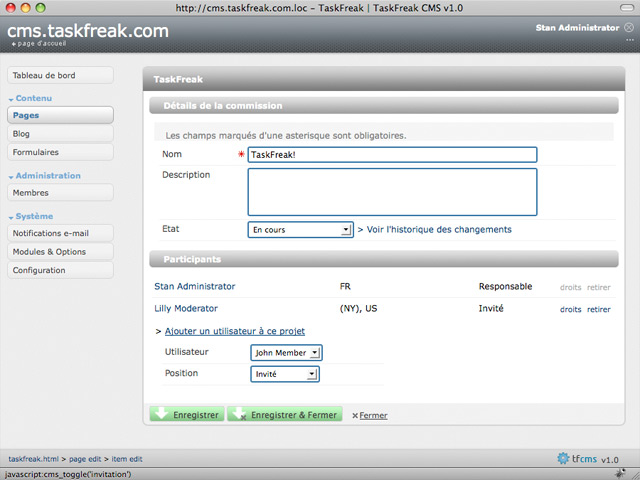 http://cms.taskfreak.com.loc – TaskFreak | TaskFreak CMS v1.0
cms.taskfreak.com
page d'accueil
Stan Administrator
Tableau de bord
Contenu
Pages
Blog
Formulaires
Administration
Membres
Système
Notifications e-mail
Modules & Options
Configuration
TaskFreak
Détails de la commission
Les champs marqués d'une asterisque sont obligatoires.
Nom * TaskFreak!
Description
Etat En cours > Voir l'historique des changements
Participants
Stan Administrator FR Responsable droits retirer
Lilly Moderator (NY), US Invité droits retirer
> Ajouter un utilisateur à ce projet
Utilisateur John Member
Position Invité
Enregistrer Enregistrer & Fermer Fermer
taskfreak.html > page edit > item edit
tfcms v1.0
javascript:cms_toggle('invitation')